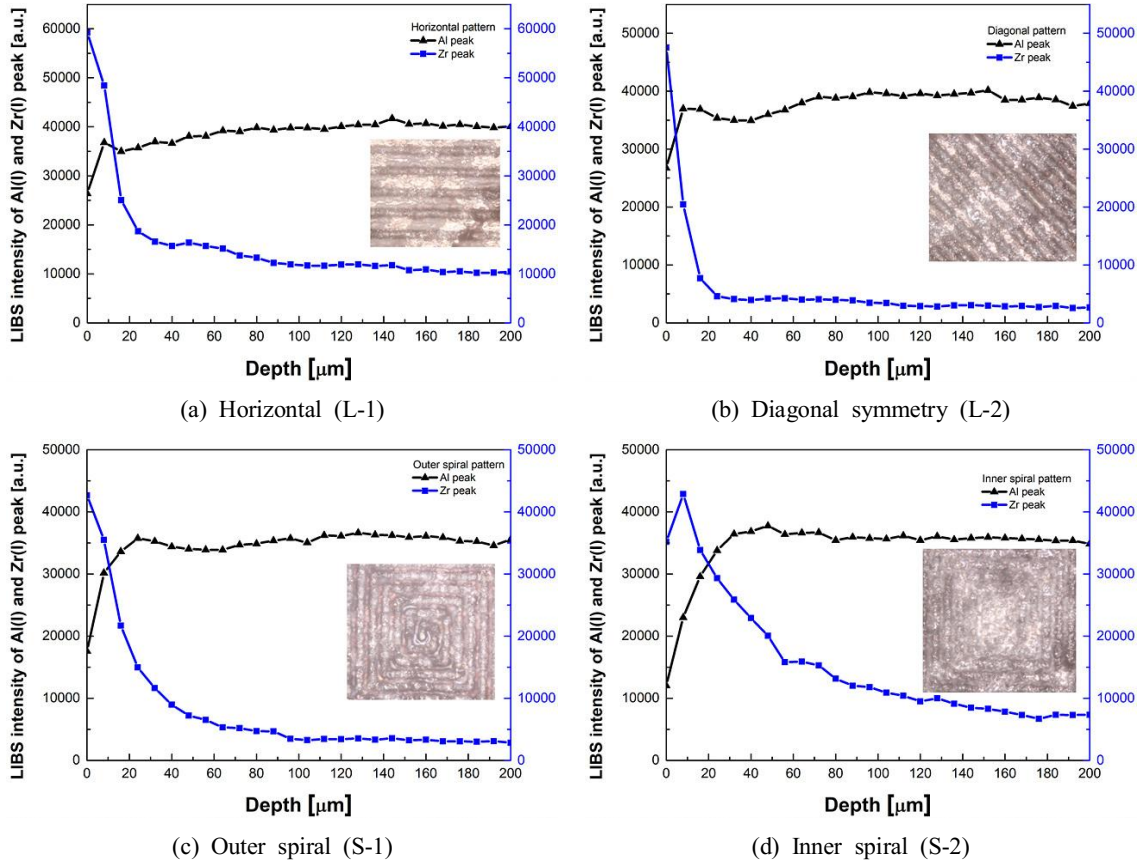 LIBS intensity of Al(I) and Zr(I) peak [a.u.]
65000
60000
55000
50000
45000
40000
35000
30000
25000
20000
15000
10000
5000
0
Horizontal pattern
Al peak
Zr peak
60000
50000
40000
30000
20000
10000
0
0 20 40 60 80 100 120 140 160 180 200
Depth [μm]
(a) Horizontal (L-1)
LIBS intensity of Al(I) and Zr(I) peak [a.u.]
50000
40000
30000
20000
10000
0
Diagonal pattern
Al peak
Zr peak
50000
40000
30000
20000
10000
0
0 20 40 60 80 100 120 140 160 180 200
Depth [μm]
(b) Diagonal symmetry (L-2)
LIBS intensity of Al(I) and Zr(I) peak [a.u.]
50000
40000
30000
20000
10000
0
Outer spiral pattern
Al peak
Zr peak
50000
40000
30000
20000
10000
0
0 20 40 60 80 100 120 140 160 180 200
Depth [μm]
(c) Outer spiral (S-1)
LIBS intensity of Al(I) and Zr(I) peak [a.u.]
50000
40000
30000
20000
10000
0
Inner spiral pattern
Al peak
Zr peak
50000
40000
30000
20000
10000
0
0 20 40 60 80 100 120 140 160 180 200
Depth [μm]
(d) Inner spiral (S-2)